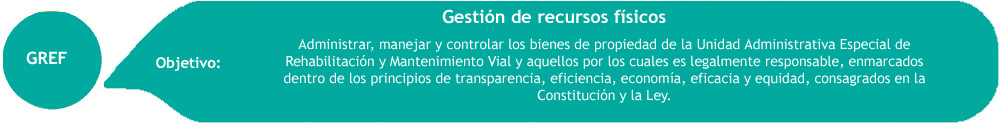 Gestión de recursos físicos
GREF
Objetivo:
Administrar, manejar y controlar los bienes de propiedad de la Unidad Administrativa Especial de
Rehabilitación y Mantenimiento Vial y aquellos por los cuales es legalmente responsable, enmarcados
dentro de los principios de transparencia, eficiencia, economía, eficacia y equidad, consagrados en la
Constitución y la Ley.